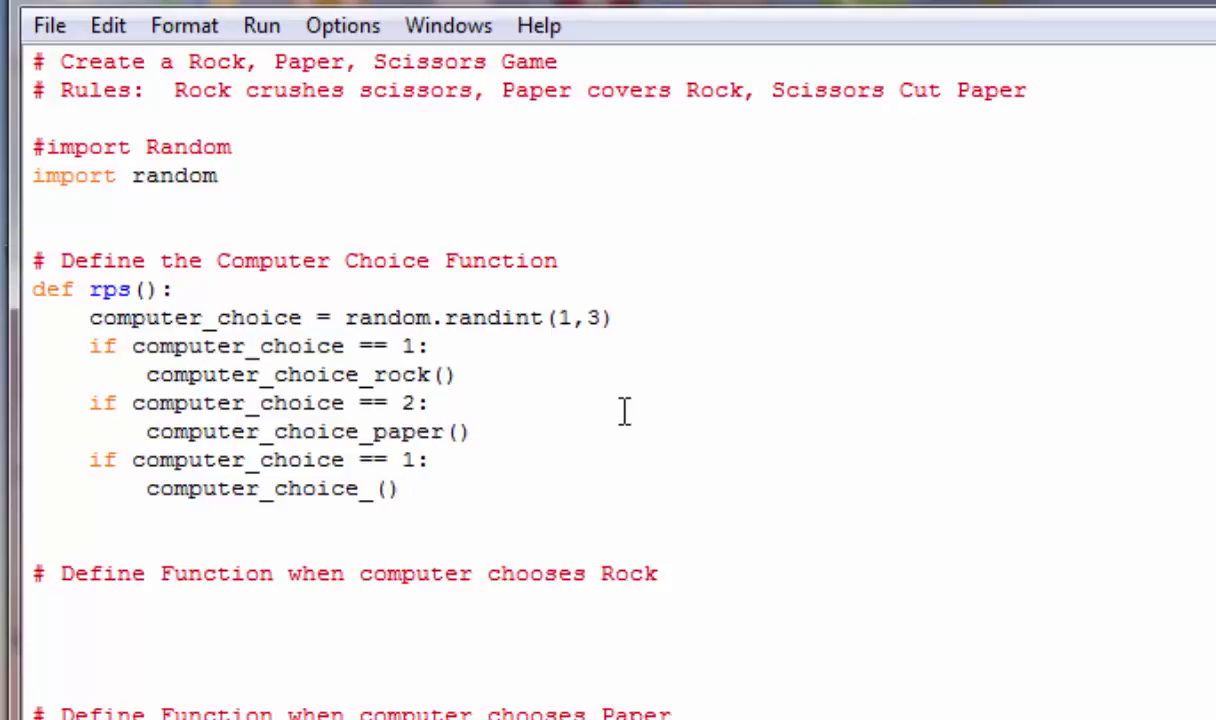 File Edit Format Run Options Windows Help
# Create a Rock, Paper, Scissors Game
# Rules:  Rock crushes scissors, Paper covers Rock, Scissors Cut Paper
#import Random
import random
# Define the Computer Choice Function
def rps():
    computer_choice = random.randint(1,3)
    if computer_choice == 1:
        computer_choice_rock()
    if computer_choice == 2:
        computer_choice_paper()
    if computer_choice == 1:
        computer_choice_()
# Define Function when computer chooses Rock
# Define Function when computer chooses Paper